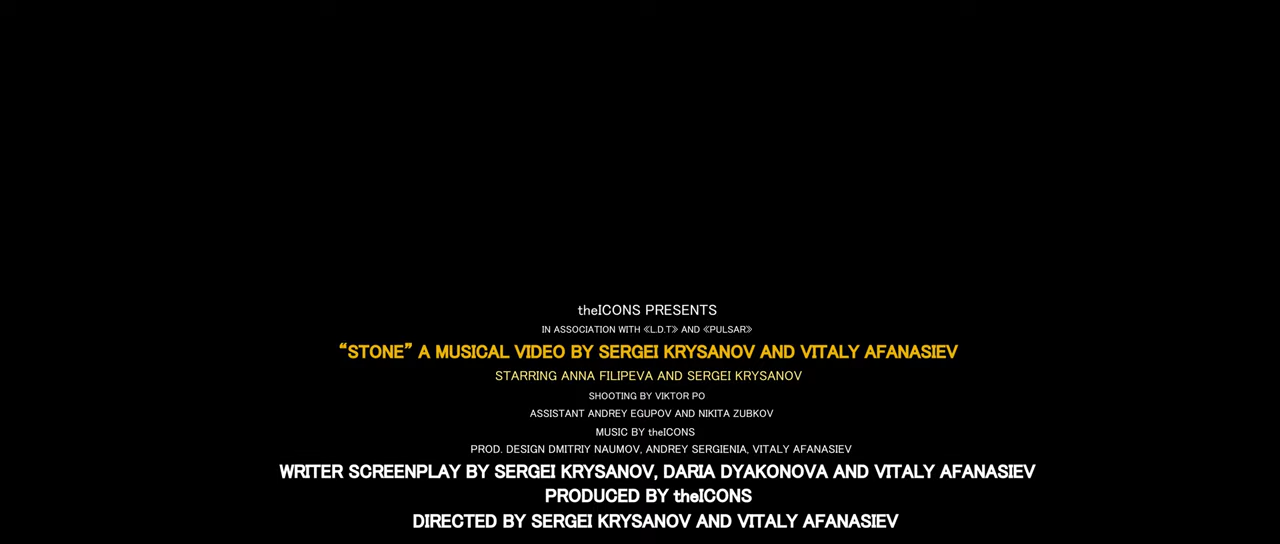 theICONS PRESENTS
IN ASSOCIATION WITH 《L.D.T》 AND 《PULSAR》
“STONE” A MUSICAL VIDEO BY SERGEI KRYSANOV AND VITALY AFANASIEV
STARRING ANNA FILIPEVA AND SERGEI KRYSANOV
SHOOTING BY VIKTOR PO
ASSISTANT ANDREY EGUPOV AND NIKITA ZUBKOV
MUSIC BY theICONS
PROD. DESIGN DMITRIY NAUMOV, ANDREY SERGIENIA, VITALY AFANASIEV
WRITER SCREENPLAY BY SERGEI KRYSANOV, DARIA DYAKONOVA AND VITALY AFANASIEV
PRODUCED BY theICONS
DIRECTED BY SERGEI KRYSANOV AND VITALY AFANASIEV